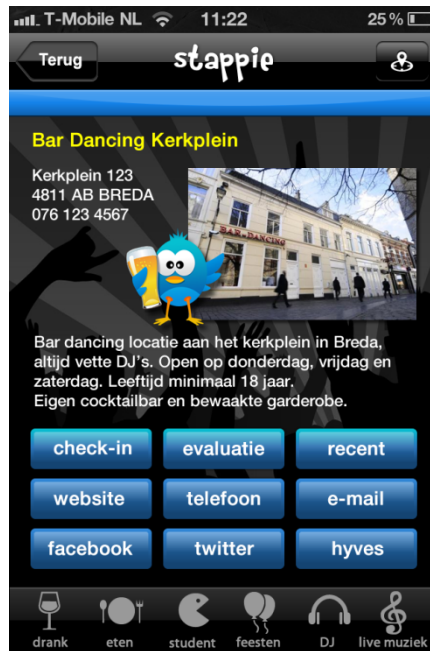 T-Mobile NL 11:22 25 %
Terug stappie
Bar Dancing Kerkplein
Kerkplein 123
4811 AB BREDA
076 123 4567
BAR-DANCING
Bar dancing locatie aan het kerkplein in Breda,
altijd vette DJ's. Open op donderdag, vrijdag en
zaterdag. Leeftijd minimaal 18 jaar.
Eigen cocktailbar en bewaakte garderobe.
check-in evaluatie recent
website telefoon e-mail
facebook twitter hyves
drank eten student feesten DJ live muziek